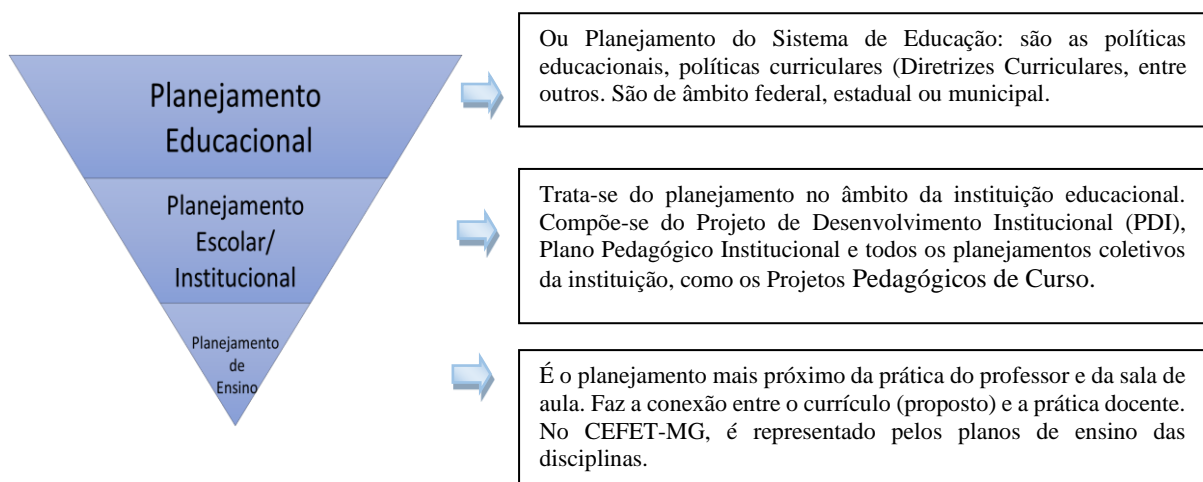 Planejamento
Educacional
Ou Planejamento do Sistema de Educação: são as políticas
educacionais, políticas curriculares (Diretrizes Curriculares, entre
outros. São de âmbito federal, estadual ou municipal.
Planejamento
Escolar/
Institucional
Trata-se do planejamento no âmbito da instituição educacional.
Compõe-se do Projeto de Desenvolvimento Institucional (PDI),
Plano Pedagógico Institucional e todos os planejamentos coletivos
da instituição, como os Projetos Pedagógicos de Curso.
Planejamento
de
Ensino
É o planejamento mais próximo da prática do professor e da sala de
aula. Faz a conexão entre o currículo (proposto) e a prática docente.
No CEFET-MG, é representado pelos planos de ensino das
disciplinas.